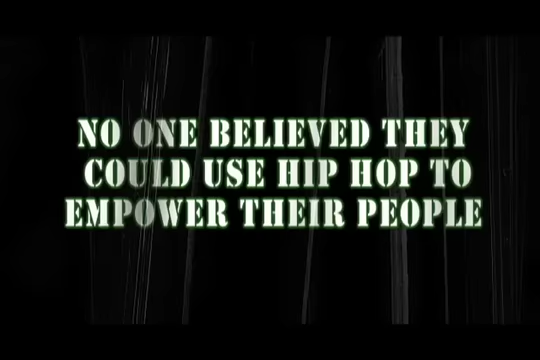 NO ONE BELIEVED THEY
COULD USE HIP HOP TO
EMPOWER THEIR PEOPLE